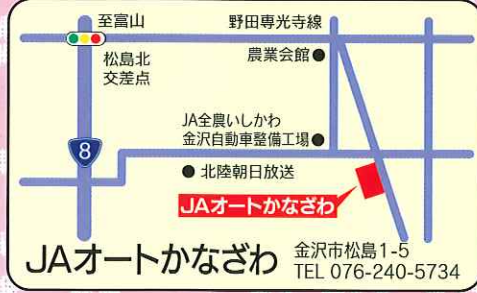 至富山
野田専光寺線
松島北
交差点
農業会館
JA全農いしかわ
金沢自動車整備工場
8
北陸朝日放送
JAオートかなざわ
JAオートかなざわ
金沢市松島1-5
TEL 076-240-5734